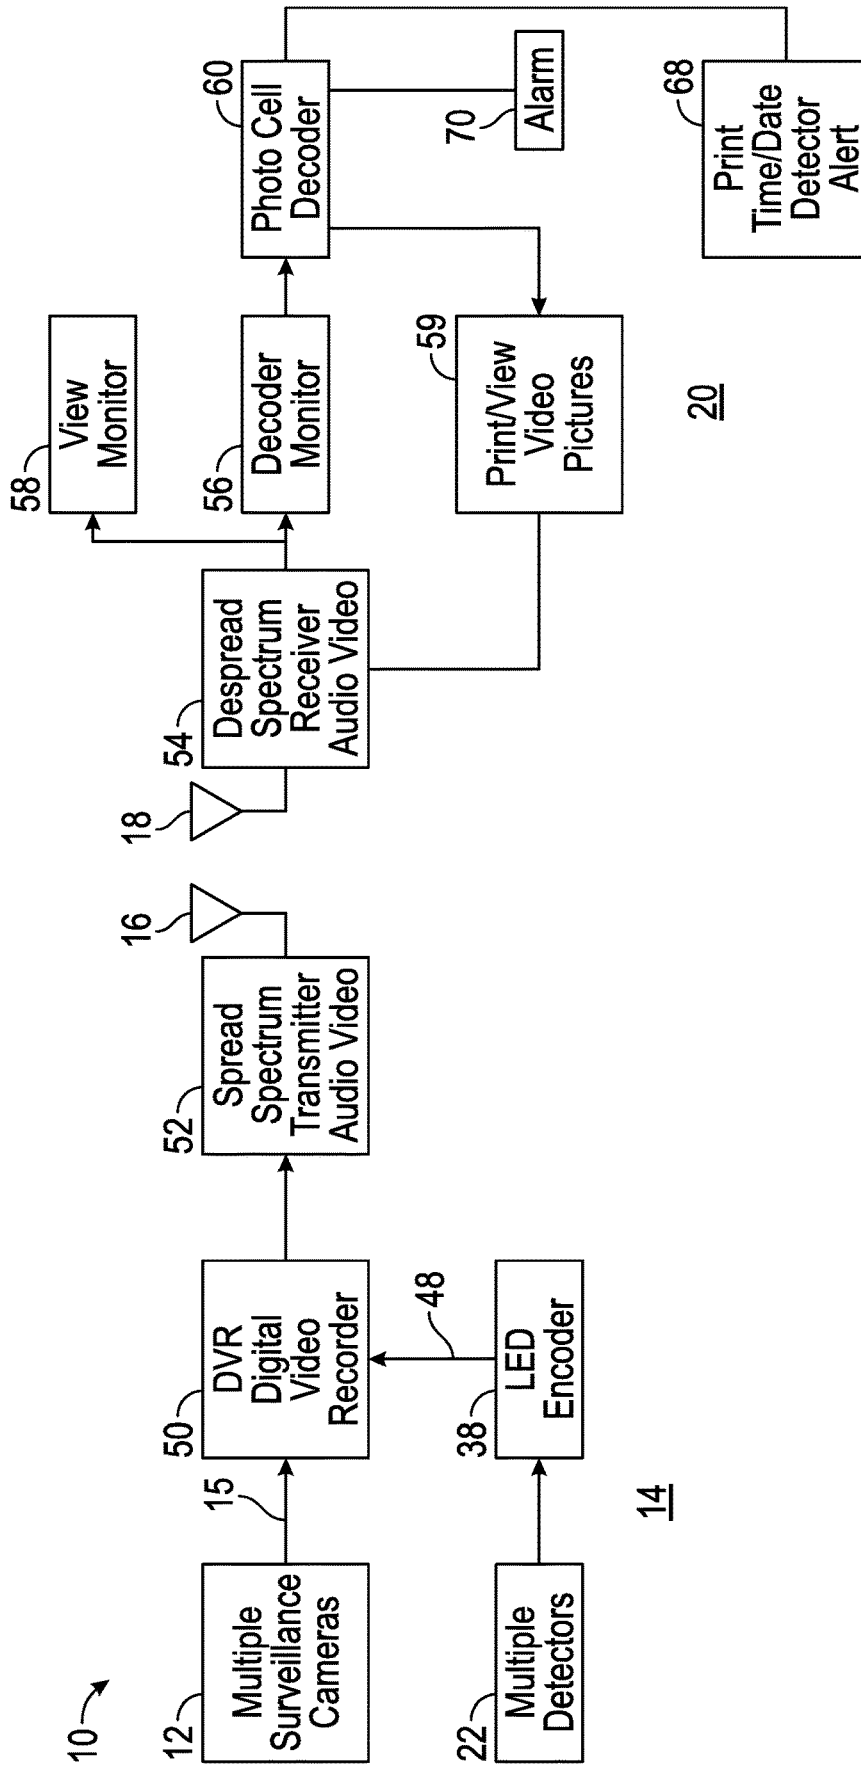 10
12
Multiple
Surveillance
Cameras
15
50
DVR
Digital
Video
Recorder
52
Spread
Spectrum
Transmitter
Audio Video
16
18
54
Despread
Spectrum
Receiver
Audio Video
58
View
Monitor
56
Decoder
Monitor
60
Photo Cell
Decoder
22
Multiple
Detectors
38
LED
Encoder
48
59
Print/View
Video
Pictures
70
Alarm
68
Print
Time/Date
Detector
Alert
14
20